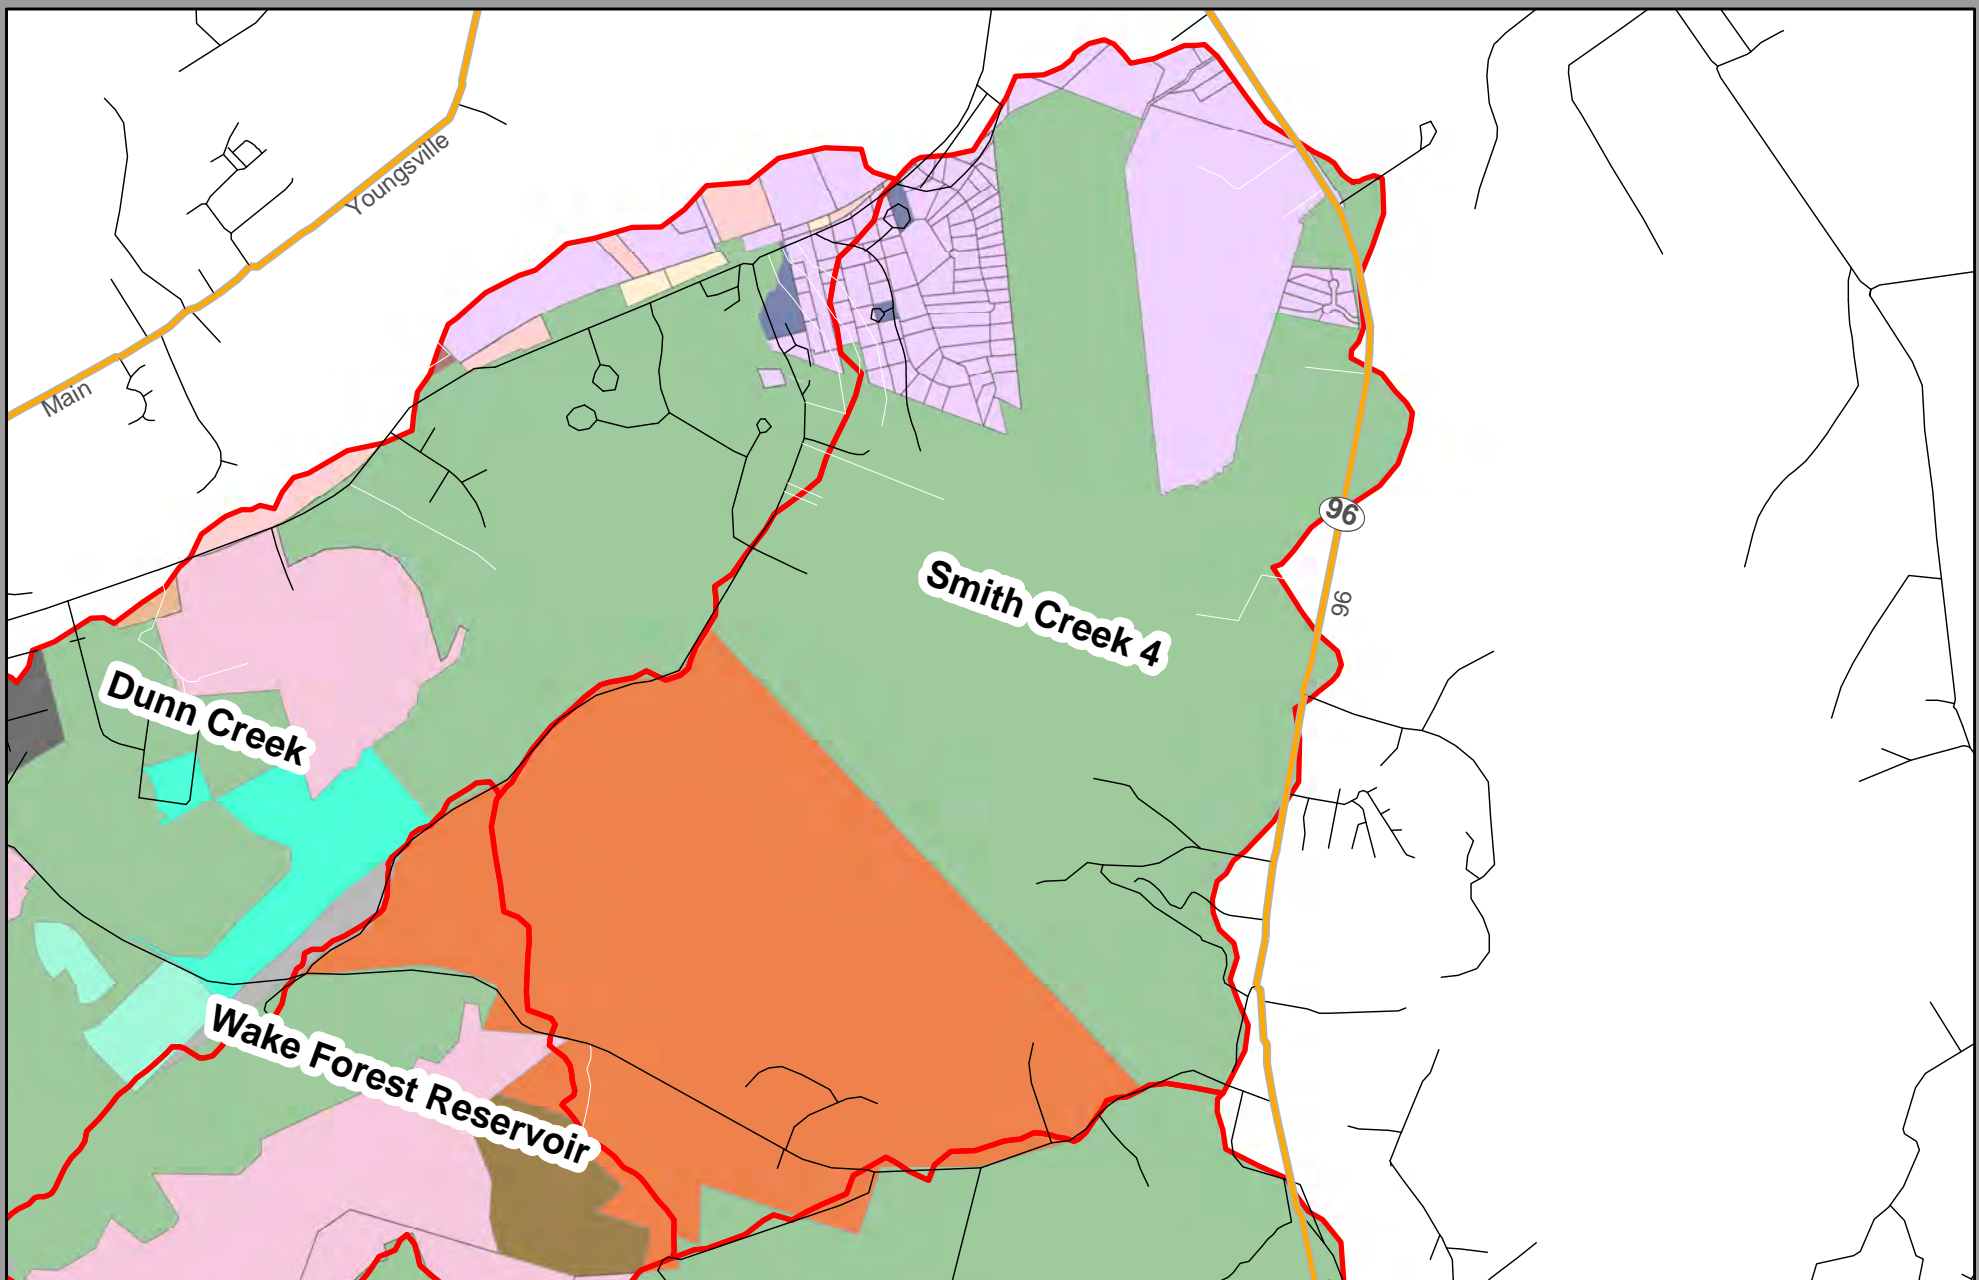 Youngsville
Main
96
96
Smith Creek 4
Dunn Creek
Wake Forest Reservoir